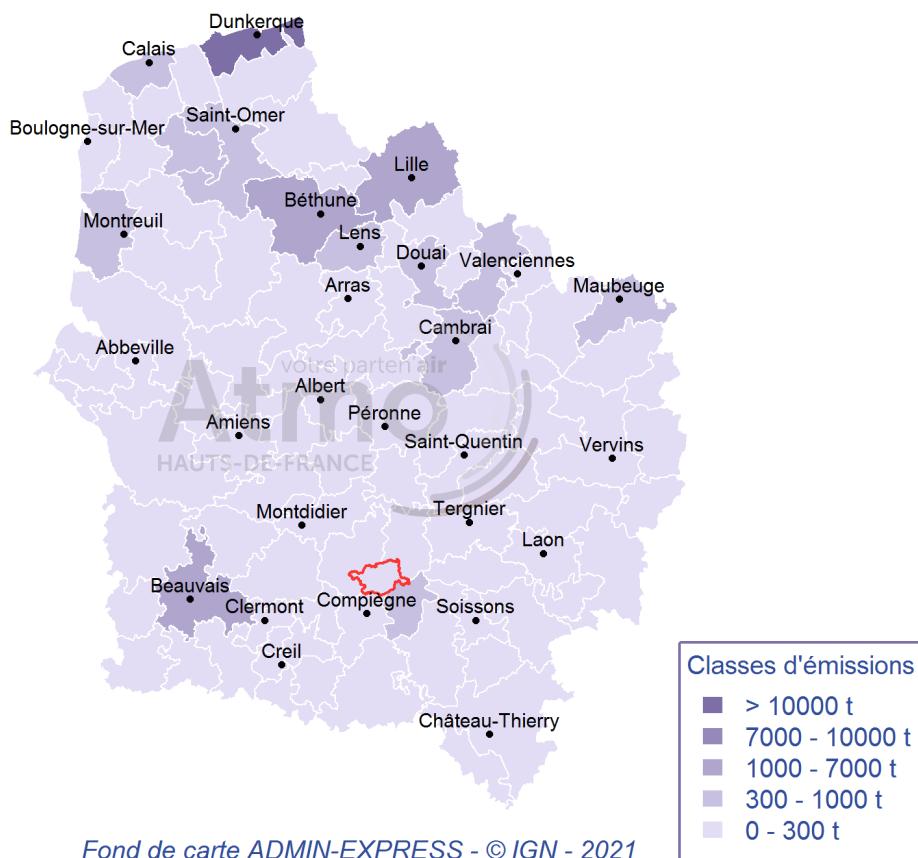 Dunkerque
Calais
Saint-Omer
Boulogne-sur-Mer
Lille
Béthune
Montreuil
Lens
Douai
Valenciennes
Maubeuge
Arras
Cambrai
Abbeville
votre parten'air
Atmo
HAUTS-DE-FRANCE
Albert
Péronne
Amiens
Saint-Quentin
Vervins
Montdidier
Tergnier
Laon
Beauvais
Clermont
Compiègne
Soissons
Creil
Château-Thierry
Classes d'émissions
> 10000 t
7000 - 10000 t
1000 - 7000 t
300 - 1000 t
0 - 300 t
Fond de carte ADMIN-EXPRESS - © IGN - 2021